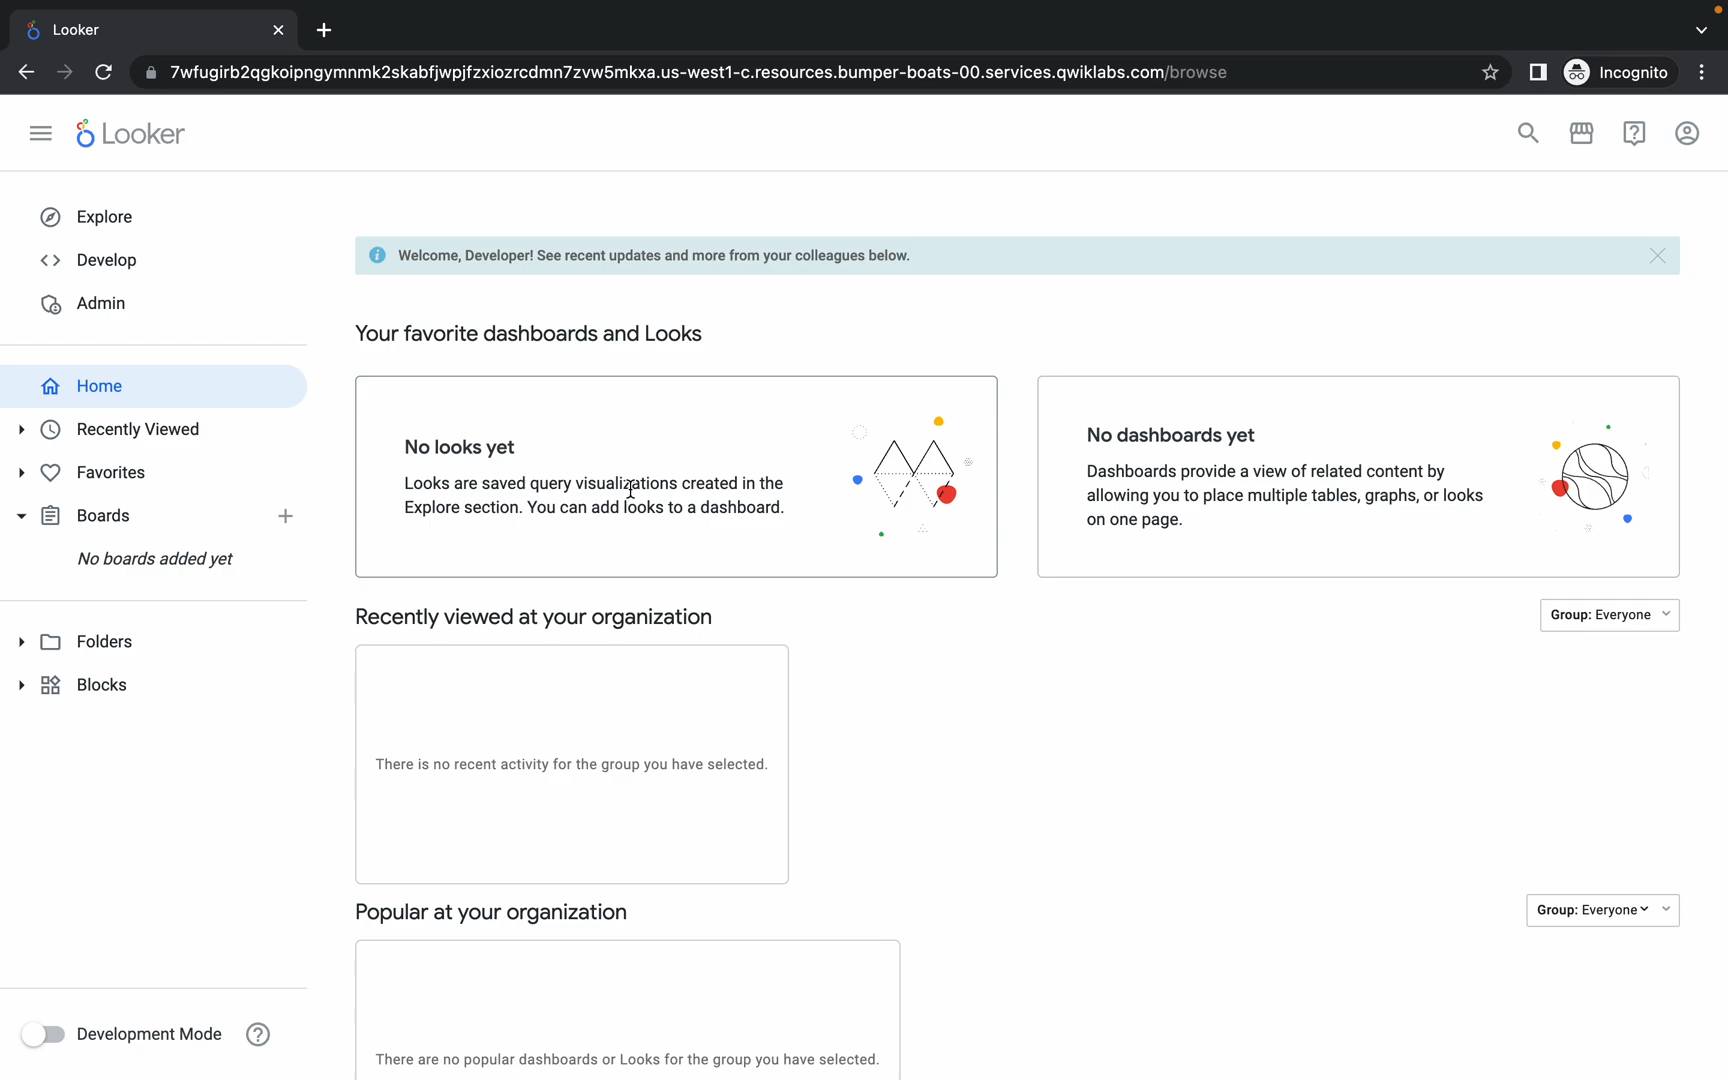 Looker
7wfugirb2qgkoipngymnmk2skabfjwpjfzxiozrcdmn7zvw5mkxa.us-west1-c.resources.bumper-boats-00.services.qwiklabs.com/browse
Incognito
Looker
Explore
Develop
Admin
Home
Recently Viewed
Favorites
Boards
No boards added yet
Folders
Blocks
Development Mode
Welcome, Developer! See recent updates and more from your colleagues below.
Your favorite dashboards and Looks
No looks yet
Looks are saved query visualizations created in the
Explore section. You can add looks to a dashboard.
No dashboards yet
Dashboards provide a view of related content by
allowing you to place multiple tables, graphs, or looks
on one page.
Recently viewed at your organization
Group: Everyone
There is no recent activity for the group you have selected.
Popular at your organization
Group: Everyone
There are no popular dashboards or Looks for the group you have selected.